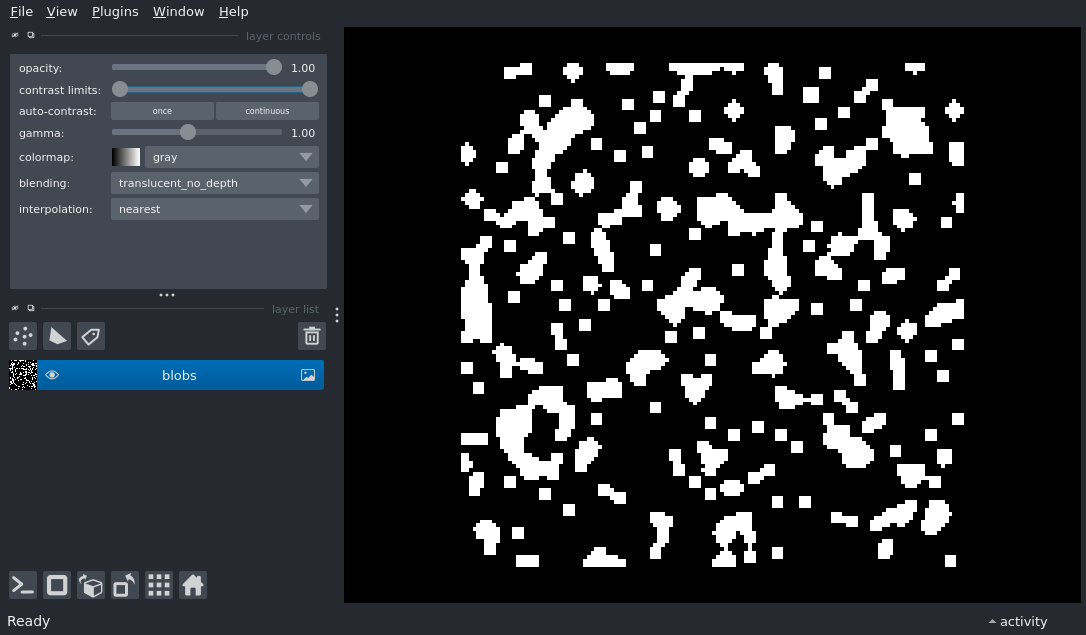 File View Plugins Window Help
layer controls
opacity: 1.00
contrast limits:
auto-contrast: once continuous
gamma: 1.00
colormap: gray
blending: translucent_no_depth
interpolation: nearest
layer list
blobs
Ready activity